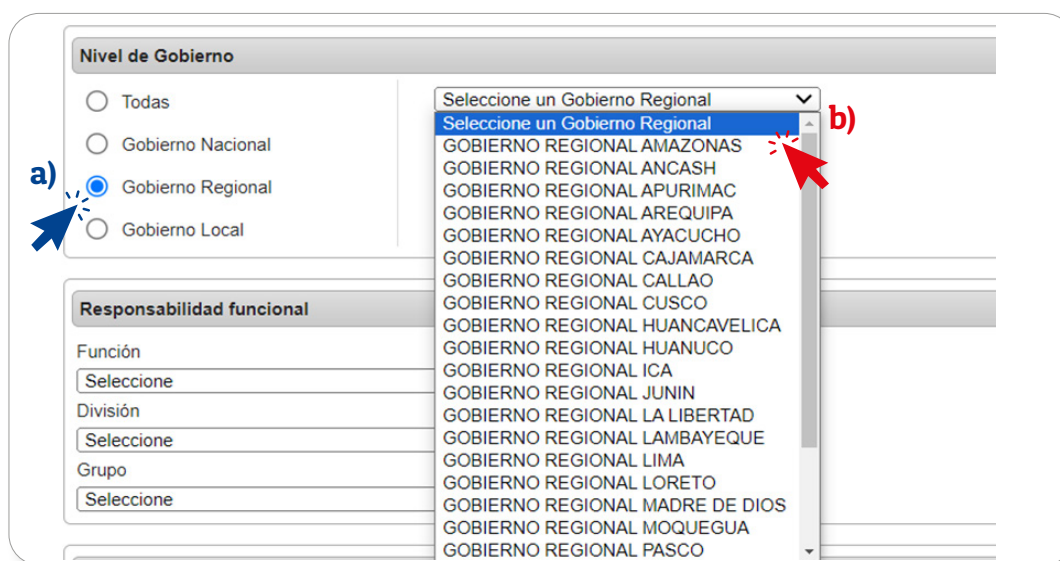 Nivel de Gobierno
Todas
Gobierno Nacional
a)
Gobierno Regional
Gobierno Local
Seleccione un Gobierno Regional
b)
Seleccione un Gobierno Regional
GOBIERNO REGIONAL AMAZONAS
GOBIERNO REGIONAL ANCASH
GOBIERNO REGIONAL APURIMAC
GOBIERNO REGIONAL AREQUIPA
GOBIERNO REGIONAL AYACUCHO
GOBIERNO REGIONAL CAJAMARCA
GOBIERNO REGIONAL CALLAO
GOBIERNO REGIONAL CUSCO
GOBIERNO REGIONAL HUANCAVELICA
GOBIERNO REGIONAL HUANUCO
GOBIERNO REGIONAL ICA
GOBIERNO REGIONAL JUNIN
GOBIERNO REGIONAL LA LIBERTAD
GOBIERNO REGIONAL LAMBAYEQUE
GOBIERNO REGIONAL LIMA
GOBIERNO REGIONAL LORETO
GOBIERNO REGIONAL MADRE DE DIOS
GOBIERNO REGIONAL MOQUEGUA
GOBIERNO REGIONAL PASCO
Responsabilidad funcional
Función
Seleccione
División
Seleccione
Grupo
Seleccione